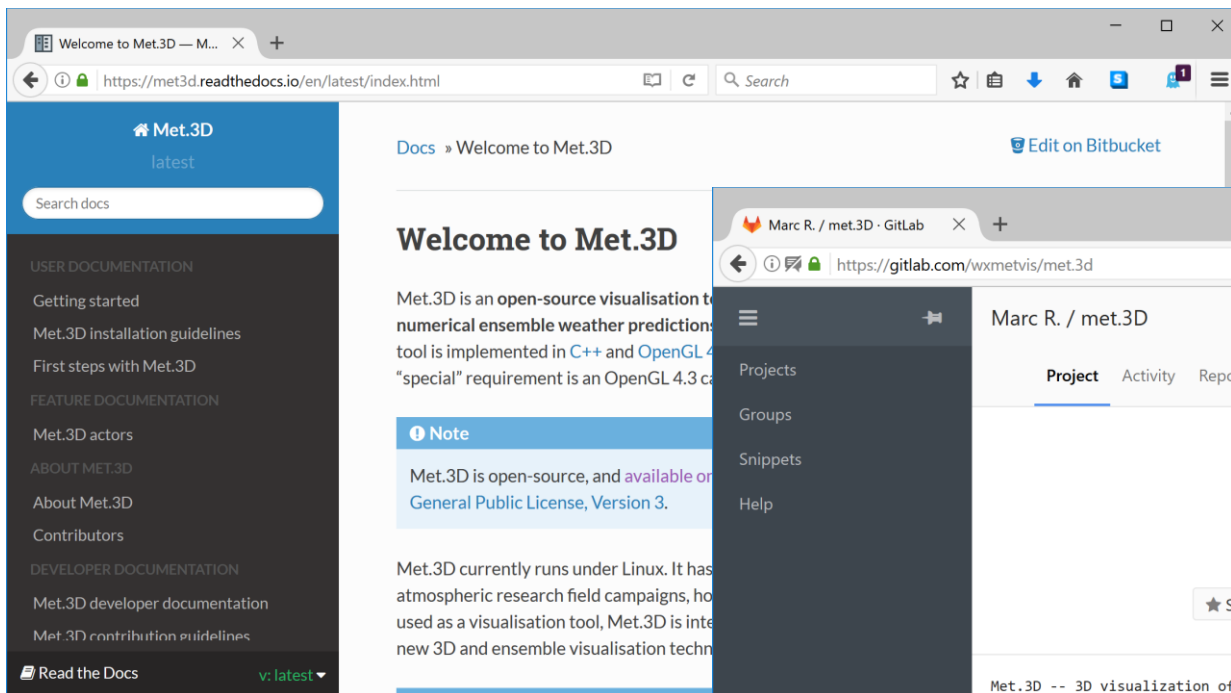 Welcome to Met.3D — M...
https://met3d.readthedocs.io/en/latest/index.html
Search
1
Met.3D
latest
Search docs
USER DOCUMENTATION
Getting started
Met.3D installation guidelines
First steps with Met.3D
FEATURE DOCUMENTATION
Met.3D actors
ABOUT MET.3D
About Met.3D
Contributors
DEVELOPER DOCUMENTATION
Met.3D developer documentation
Met.3D contribution guidelines
Read the Docs
v: latest
Docs » Welcome to Met.3D
Edit on Bitbucket
Welcome to Met.3D
Met.3D is an open-source visualisation
numerical ensemble weather predictions
tool is implemented in C++ and OpenGL 4
“special” requirement is an OpenGL 4.3
Note
Met.3D is open-source, and available
General Public License, Version 3.
Met.3D currently runs under Linux. It has
atmospheric research field campaigns,
used as a visualisation tool, Met.3D is
new 3D and ensemble visualisation
Marc R. / met.3D · GitLab
https://gitlab.com/wxmetvis/met.3d
Projects
Groups
Snippets
Help
Marc R. / met.3D
Project Activity
Met.3D -- 3D visualization